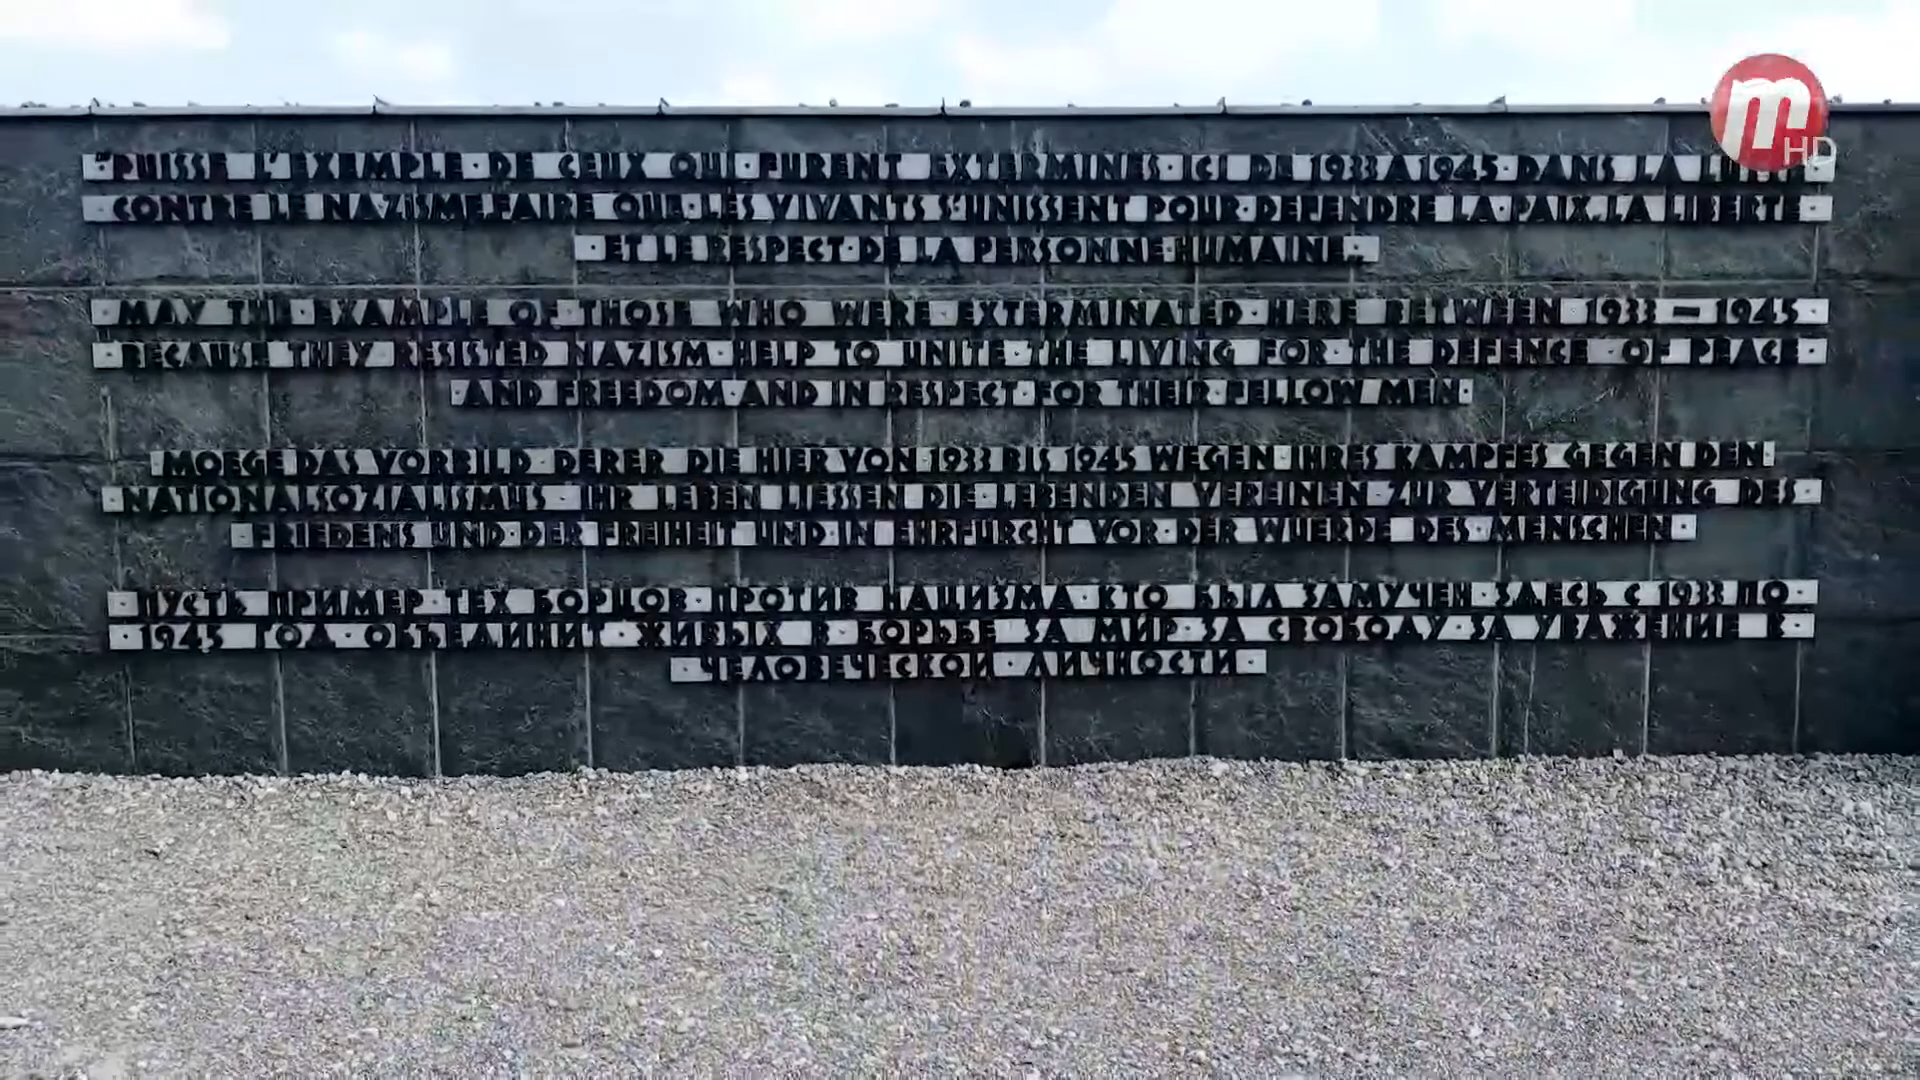 "PUISSE L'EXEMPLE·DE CEUX QUI·FURENT EXTERMINES·ICI DE 1933 A 1945·DANS LA
·CONTRE LE NAZISME,FAIRE QUE·LES VIVANTS S'UNISSENT POUR·DEFENDRE LA·PAIX,LA LIBERTE·
·ET LE RESPECT·DE LA PERSONNE·HUMAINE„
·MAY THE·EXAMPLE OF·THOSE WHO WERE·EXTERMINATED·HERE BETWEEN 1933 — 1945·
·BECAUSE THEY RESISTED NAZISM·HELP TO UNITE·THE LIVING FOR·THE DEFENCE·OF PEACE·
·AND FREEDOM·AND IN RESPECT·FOR THEIR·FELLOW MEN·
MOEGE DAS VORBILD·DERER DIE HIER VON·1933 BIS 1945 WEGEN·IHRES KAMPFES GEGEN DEN·
·NATIONALSOZIALISMUS·IHR LEBEN LIESSEN DIE·LEBENDEN VEREINEN·ZUR VERTEIDIGUNG DES·
·FRIEDENS UND·DER FREIHEIT UND·IN EHRFURCHT VOR·DER WUERDE DES·MENSCHEN·
·ПУСТЬ ПРИМЕР·ТЕХ БОРЦОВ·ПРОТИВ НАЦИЗМА·КТО БЫЛ ЗАМУЧЕН·ЗДЕСЬ С 1933 ПО·
·1945 ГОД·ОБЪЕДИНИТ·ЖИВЫХ В·БОРЬБЕ ЗА МИР·ЗА СВОБОДУ·ЗА УВАЖЕНИЕ К·
·ЧЕЛОВЕЧЕСКОЙ·ЛИЧНОСТИ·
m HD